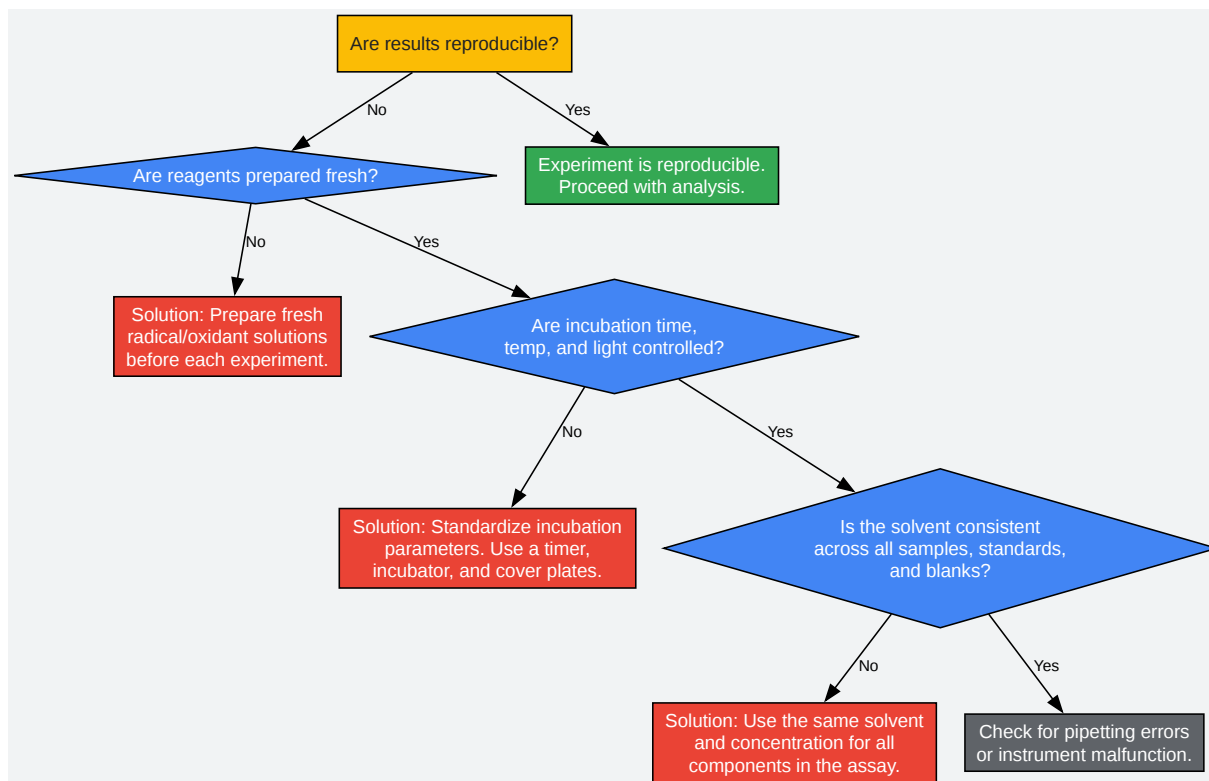 Are results reproducible?
No
Yes
Are reagents prepared fresh?
Experiment is reproducible.
Proceed with analysis.
No
Yes
Solution: Prepare fresh
radical/oxidant solutions
before each experiment.
Are incubation time,
temp, and light controlled?
No
Yes
Solution: Standardize incubation
parameters. Use a timer,
incubator, and cover plates.
Is the solvent consistent
across all samples, standards,
and blanks?
No
Yes
Solution: Use the same solvent
and concentration for all
components in the assay.
Check for pipetting errors
or instrument malfunction.